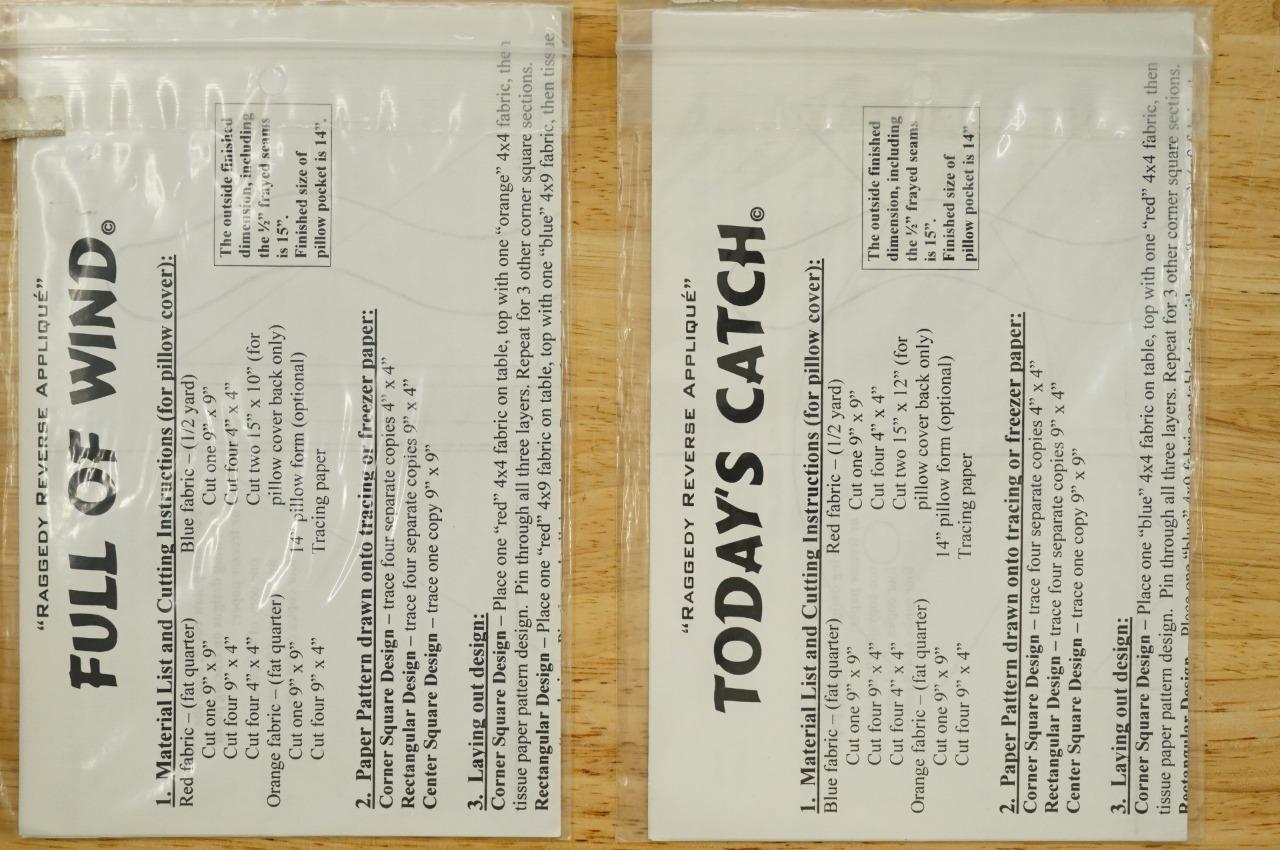 “RAGGEDY REVERSE APPLIQUÉ”
FULL OF WIND©
1. Material List and Cutting Instructions (for pillow cover):
Red fabric – (fat quarter)
Cut one 9” x 9”
Cut four 9” x 4”
Cut four 4” x 4”
Orange fabric – (fat quarter)
Cut one 9” x 9”
Cut four 9” x 4”
Blue fabric – (1/2 yard)
Cut one 9” x 9”
Cut four 4” x 4”
Cut two 15” x 10” (for
pillow cover back only)
14” pillow form (optional)
Tracing paper
The outside finished
dimension, including
the ½” frayed seams
is 15”.
Finished size of
pillow pocket is 14”.
2. Paper Pattern drawn onto tracing or freezer paper:
Corner Square Design – trace four separate copies 4” x 4”
Rectangular Design – trace four separate copies 9” x 4”
Center Square Design – trace one copy 9” x 9”
3. Laying out design:
Corner Square Design – Place one “red” 4x4 fabric on table, top with one “orange” 4x4 fabric, then
tissue paper pattern design. Pin through all three layers. Repeat for 3 other corner square sections.
Rectangular Design – Place one “red” 4x9 fabric on table, top with one “blue” 4x9 fabric, then tissue
“RAGGEDY REVERSE APPLIQUÉ”
TODAY’S CATCH©
1. Material List and Cutting Instructions (for pillow cover):
Blue fabric – (fat quarter)
Cut one 9” x 9”
Cut four 9” x 4”
Cut four 4” x 4”
Orange fabric – (fat quarter)
Cut one 9” x 9”
Cut four 9” x 4”
Red fabric – (1/2 yard)
Cut one 9” x 9”
Cut four 4” x 4”
Cut two 15” x 12” (for
pillow cover back only)
14” pillow form (optional)
Tracing paper
The outside finished
dimension, including
the ½” frayed seams
is 15”.
Finished size of
pillow pocket is 14”.
2. Paper Pattern drawn onto tracing or freezer paper:
Corner Square Design – trace four separate copies 4” x 4”
Rectangular Design – trace four separate copies 9” x 4”
Center Square Design – trace one copy 9” x 9”
3. Laying out design:
Corner Square Design – Place one “blue” 4x4 fabric on table, top with one “red” 4x4 fabric, then
tissue paper pattern design. Pin through all three layers. Repeat for 3 other corner square sections.
Rectangular Design – Place one “blue” 4x9 fabric on table, top with